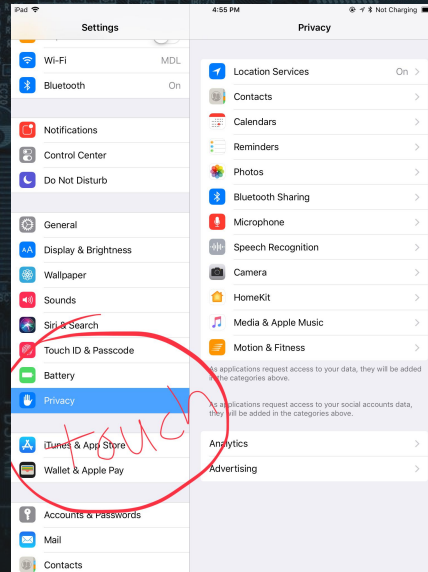 iPad
4:55 PM
Not Charging
Settings
Privacy
Wi-Fi
MDL
Bluetooth
On
Notifications
Control Center
Do Not Disturb
General
Display & Brightness
AA
Wallpaper
Sounds
Siri & Search
Touch ID & Passcode
Battery
Privacy
touch
iTunes & App Store
Wallet & Apple Pay
Accounts & Passwords
Mail
Contacts
Location Services
On
Contacts
Calendars
Reminders
Photos
Bluetooth Sharing
Microphone
Speech Recognition
Camera
HomeKit
Media & Apple Music
Motion & Fitness
As applications request access to your data, they will be added
in the categories above.
As applications request access to your social accounts data,
they will be added in the categories above.
Analytics
Advertising